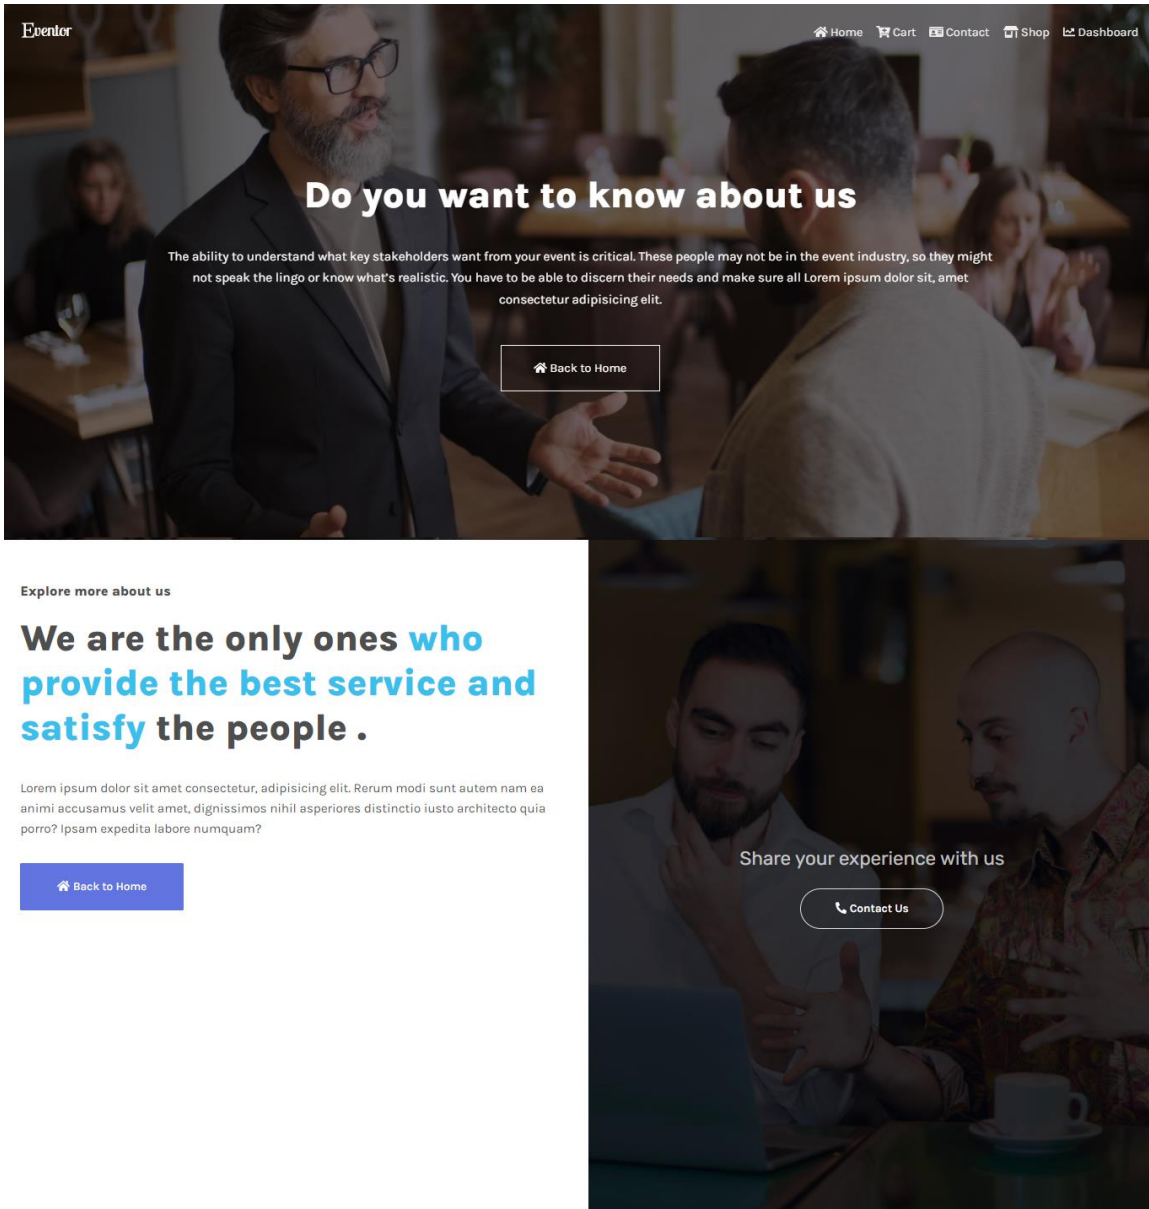 Eventor
Home Cart Contact Shop Dashboard
Do you want to know about us
The ability to understand what key stakeholders want from your event is critical. These people may not be in the event industry, so they might
not speak the lingo or know what's realistic. You have to be able to discern their needs and make sure all Lorem ipsum dolor sit, amet
consectetur adipisicing elit.
Back to Home
Explore more about us
We are the only ones who
provide the best service and
satisfy the people .
Lorem ipsum dolor sit amet consectetur, adipisicing elit. Rerum modi sunt autem nam ea
animi accusamus velit amet, dignissimos nihil asperiores distinctio iusto architecto quia
porro? Ipsam expedita labore numquam?
Back to Home
Share your experience with us
Contact Us